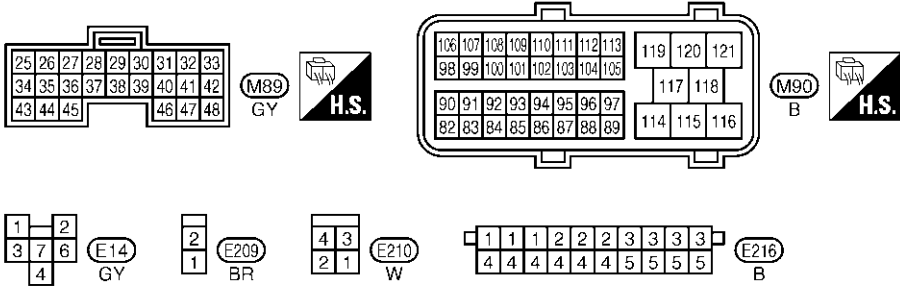 25 26 27 28 29 30 31 32 33
34 35 36 37 38 39 40 41 42
43 44 45 46 47 48
M89
GY
H.S.
106 107 108 109 110 111 112 113
98 99 100 101 102 103 104 105
90 91 92 93 94 95 96 97
82 83 84 85 86 87 88 89
119 120 121
117 118
114 115 116
M90
B
H.S.
1 2
3 7 6
4
E14
GY
2
1
E209
BR
4 3
2 1
E210
W
1 1 1 2 2 2 3 3 3 3
4 4 4 4 4 4 5 5 5 5
E216
B